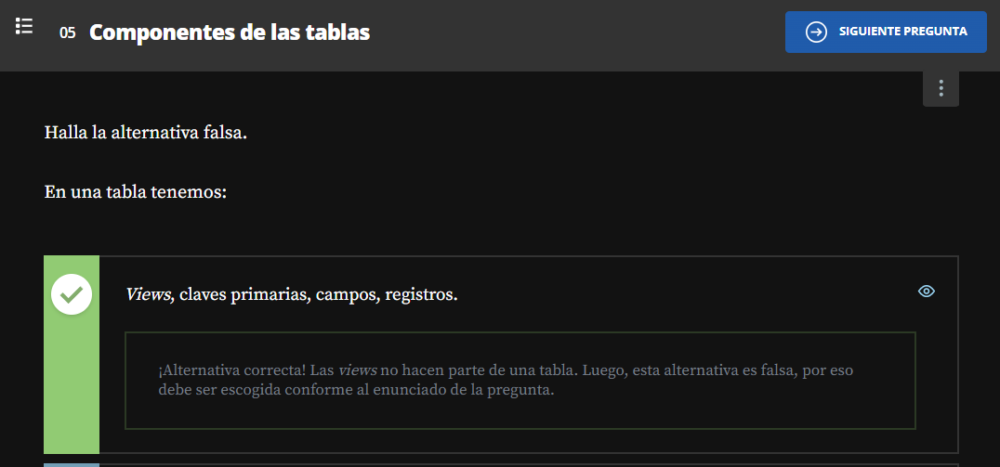 05 Componentes de las tablas
SIGUIENTE PREGUNTA
Halla la alternativa falsa.
En una tabla tenemos:
Views, claves primarias, campos, registros.
¡Alternativa correcta! Las views no hacen parte de una tabla. Luego, esta alternativa es falsa, por eso
debe ser escogida conforme al enunciado de la pregunta.